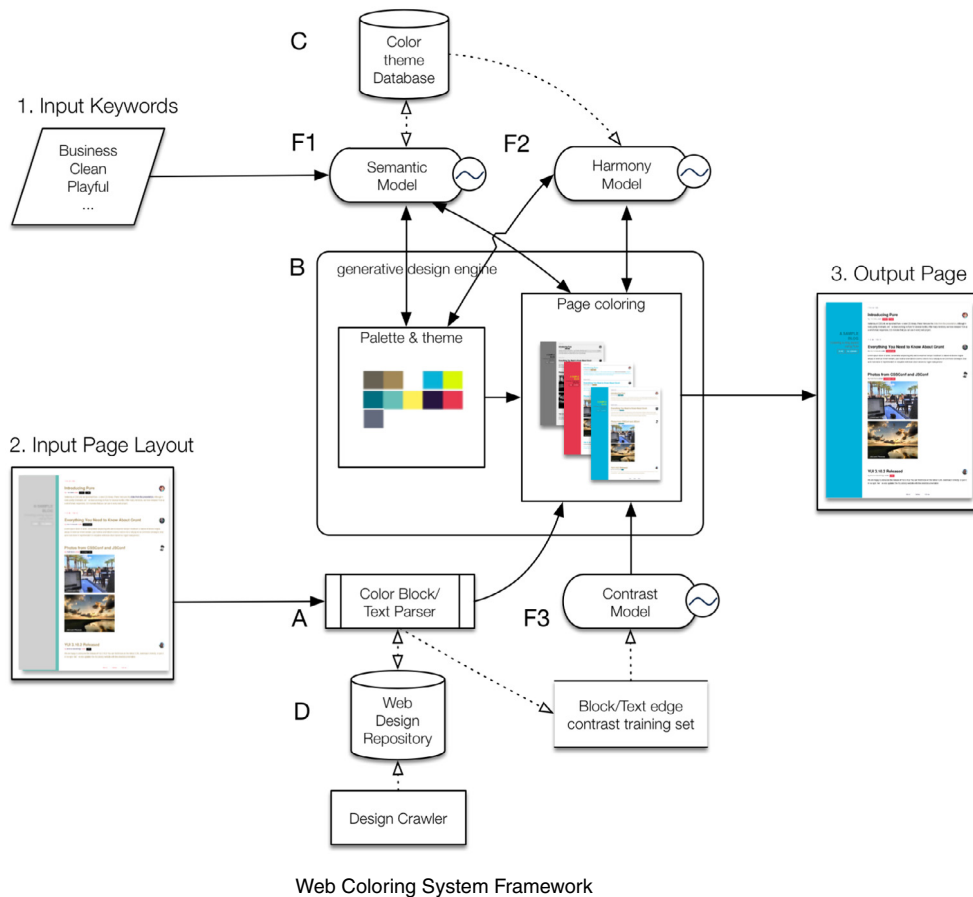 C
Color
theme
Database
1. Input Keywords
Business
Clean
Playful
...
F1
Semantic
Model
F2
Harmony
Model
B
generative design engine
Palette & theme
Page coloring
3. Output Page
Introducing Pure
Everything You Need to Know About Grunt
Photos from CSSConf and JSConf
YUI 3.10.2 Released
2. Input Page Layout
Introducing Pure
Everything You Need to Know About Grunt
Photos from CSSConf and JSConf
YUI 3.10.2 Released
A
Color Block/
Text Parser
F3
Contrast
Model
D
Web
Design
Repository
Block/Text edge
contrast training set
Design Crawler
Web Coloring System Framework